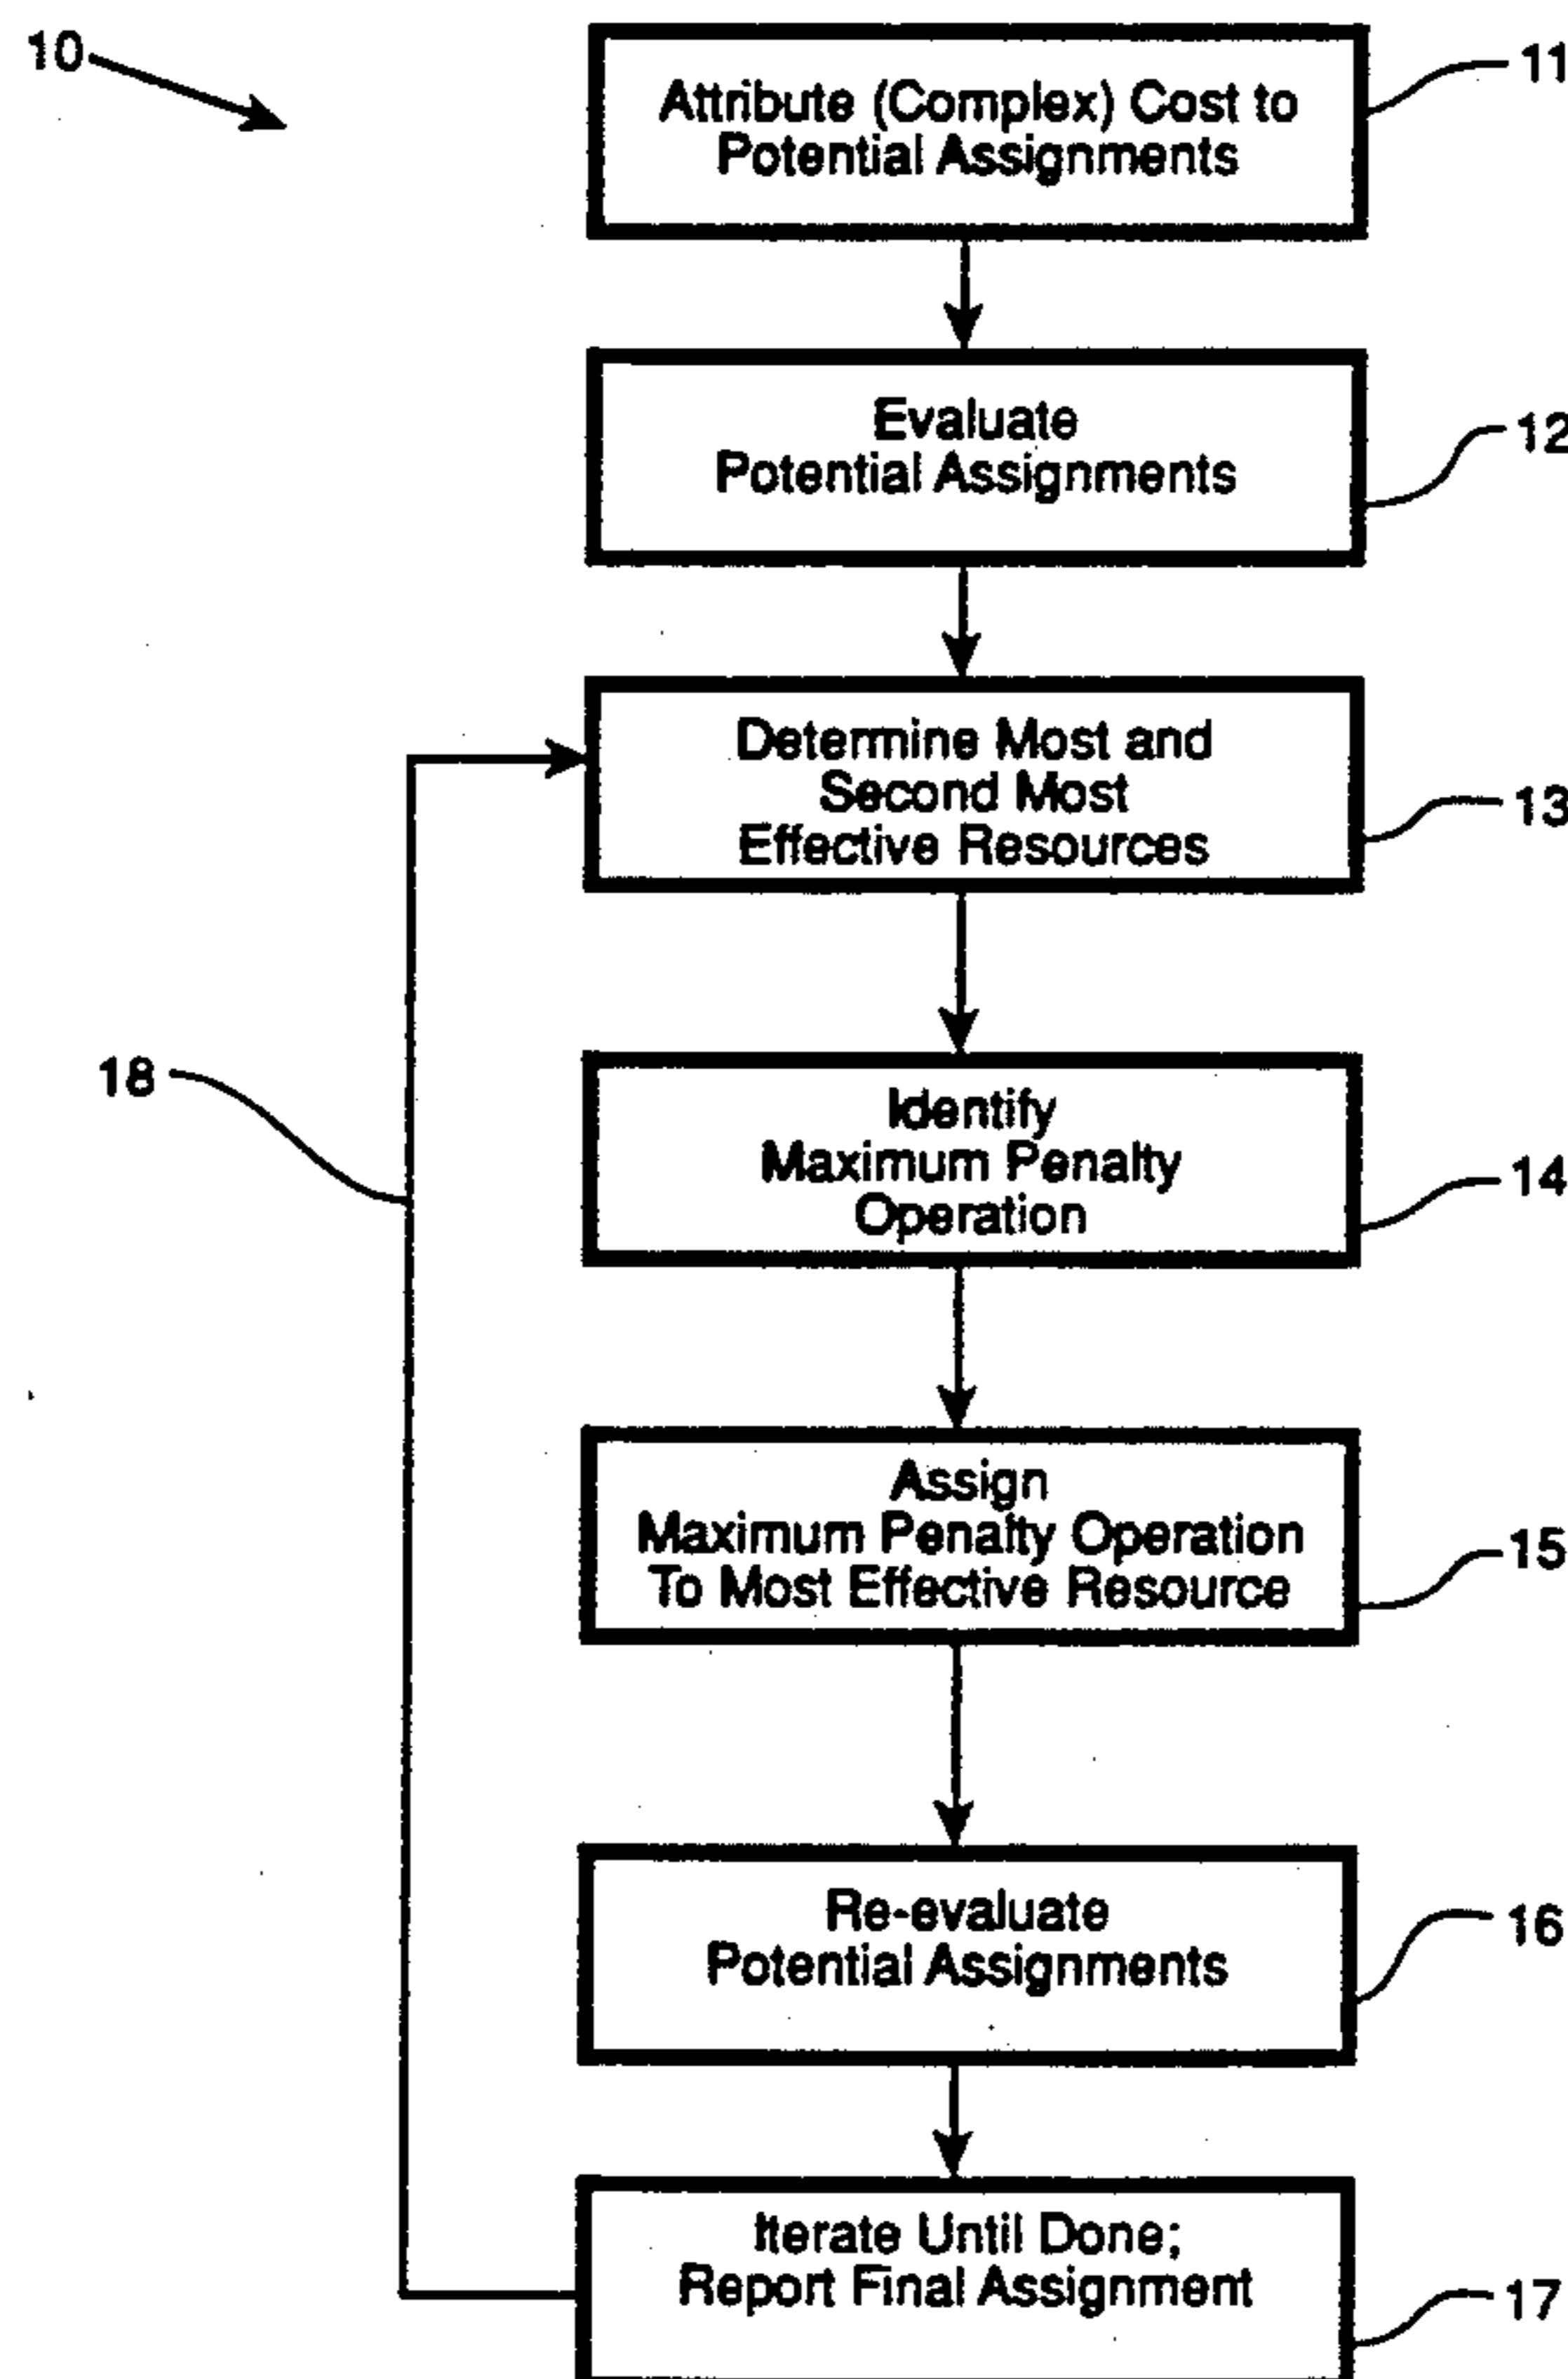 10
Attribute (Complex) Cost to
Potential Assignments
11
Evaluate
Potential Assignments
12
Determine Most and
Second Most
Effective Resources
13
18
Identify
Maximum Penalty
Operation
14
Assign
Maximum Penalty Operation
To Most Effective Resource
15
Re-evaluate
Potential Assignments
16
Iterate Until Done;
Report Final Assignment
17